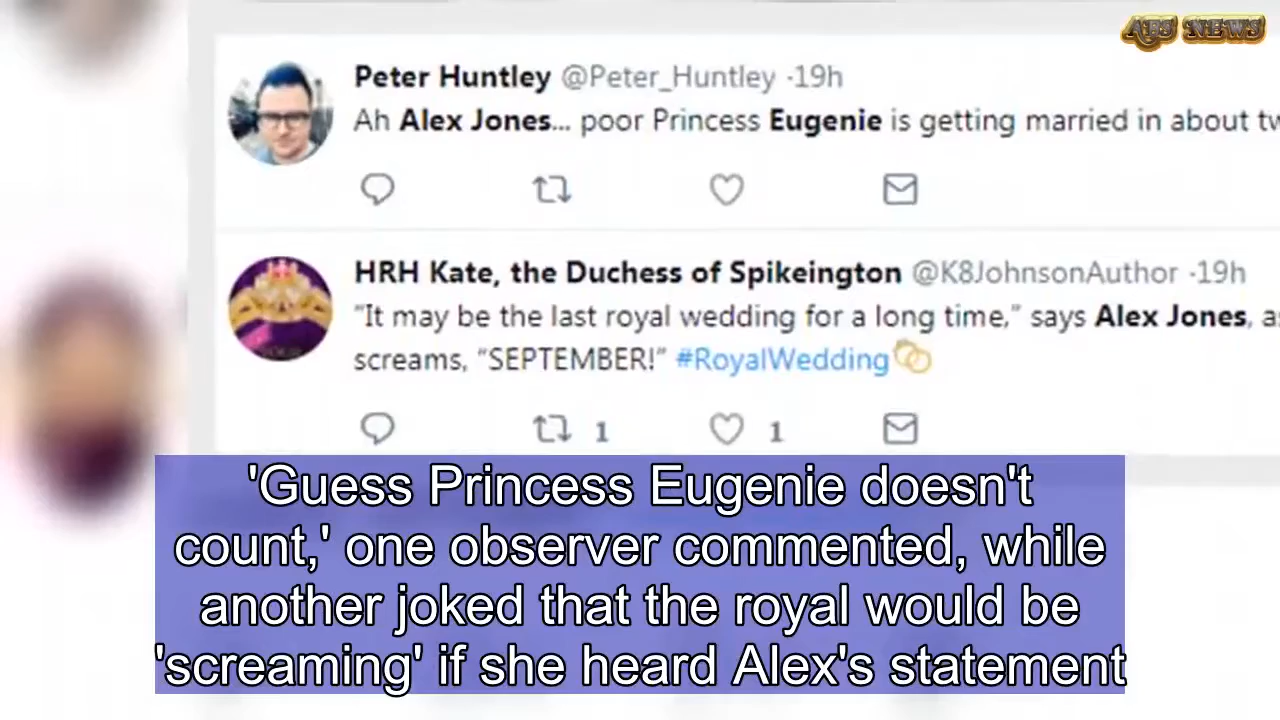 AFS NEWS
Peter Huntley @Peter_Huntley -19h
Ah Alex Jones... poor Princess Eugenie is getting married in about tw
HRH Kate, the Duchess of Spikeington @K8JohnsonAuthor -19h
"It may be the last royal wedding for a long time," says Alex Jones, as
screams, "SEPTEMBER!" #RoyalWedding
1 1
'Guess Princess Eugenie doesn't
count,' one observer commented, while
another joked that the royal would be
'screaming' if she heard Alex's statement